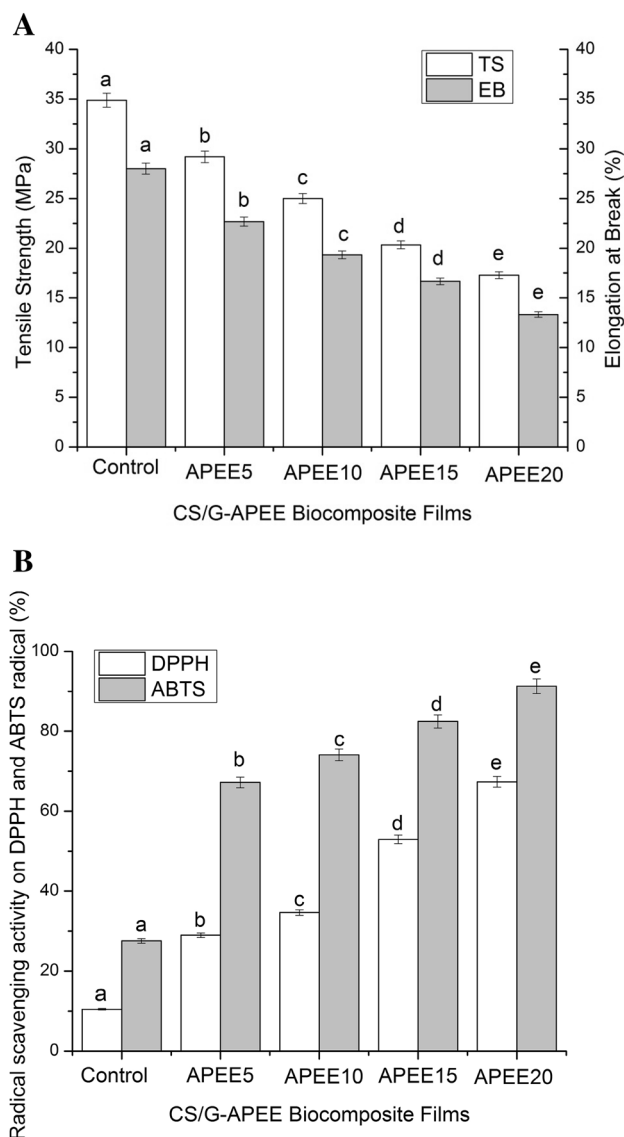 A
40
35
30
25
20
15
10
5
0
Tensile Strength (MPa)
TS
EB
40
35
30
25
20
15
10
5
0
Elongation at Break (%)
a
a
b
b
c
c
d
d
e
e
Control APEE5 APEE10 APEE15 APEE20
CS/G-APEE Biocomposite Films
B
Radical scavenging activity on DPPH and ABTS radical (%)
100
80
60
40
20
0
DPPH
ABTS
a
a
b
b
c
c
d
d
e
e
Control APEE5 APEE10 APEE15 APEE20
CS/G-APEE Biocomposite Films